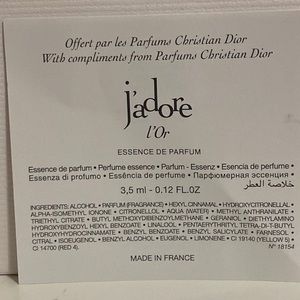 Offert par les Parfums Christian Dior
With compliments from Parfums Christian Dior
j'adore
l'Or
ESSENCE DE PARFUM
Essence de parfum • Perfume essence • Parfum - Essenz • Esencia de perfume •
Essenza di profumo • Essência de perfume • Парфюмерная эссенция • خلاصة العطر
3,5 ml - 0.12 FL.OZ
INGREDIENTS: ALCOHOL • PARFUM (FRAGRANCE) • HEXYL CINNAMAL • HYDROXYCITRONELLAL •
ALPHA-ISOMETHYL IONONE • CITRONELLOL • AQUA (WATER) • METHYL ANTHRANILATE •
TRIETHYL CITRATE • BUTYL METHOXYDIBENZOYLMETHANE • GERANIOL • DIETHYLAMINO
HYDROXYBENZOYL HEXYL BENZOATE • LINALOOL • PENTAERYTHRITYL TETRA-DI-T-BUTYL
HYDROXYHYDROCINNAMATE • BENZYL BENZOATE • BENZYL SALICYLATE • FARNESOL •
CITRAL • ISOEUGENOL • BENZYL ALCOHOL • EUGENOL • LIMONENE • CI 19140 (YELLOW 5) •
CI 14700 (RED 4).
N° 18154
MADE IN FRANCE